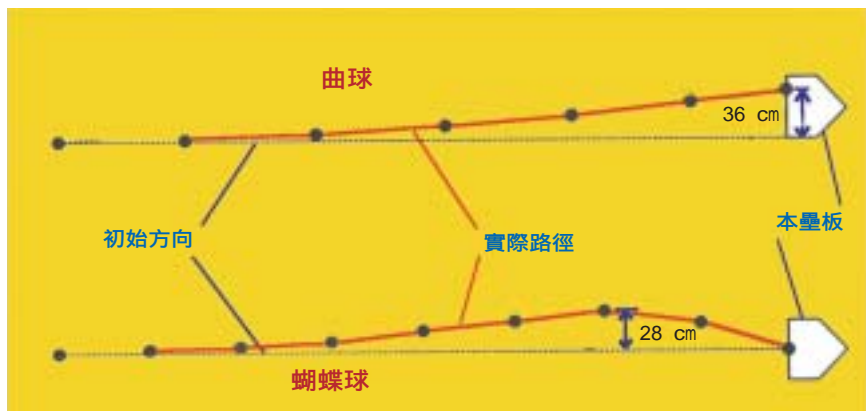 曲球
36 cm
初始方向
實際路徑
本壘板
28 cm
蝴蝶球